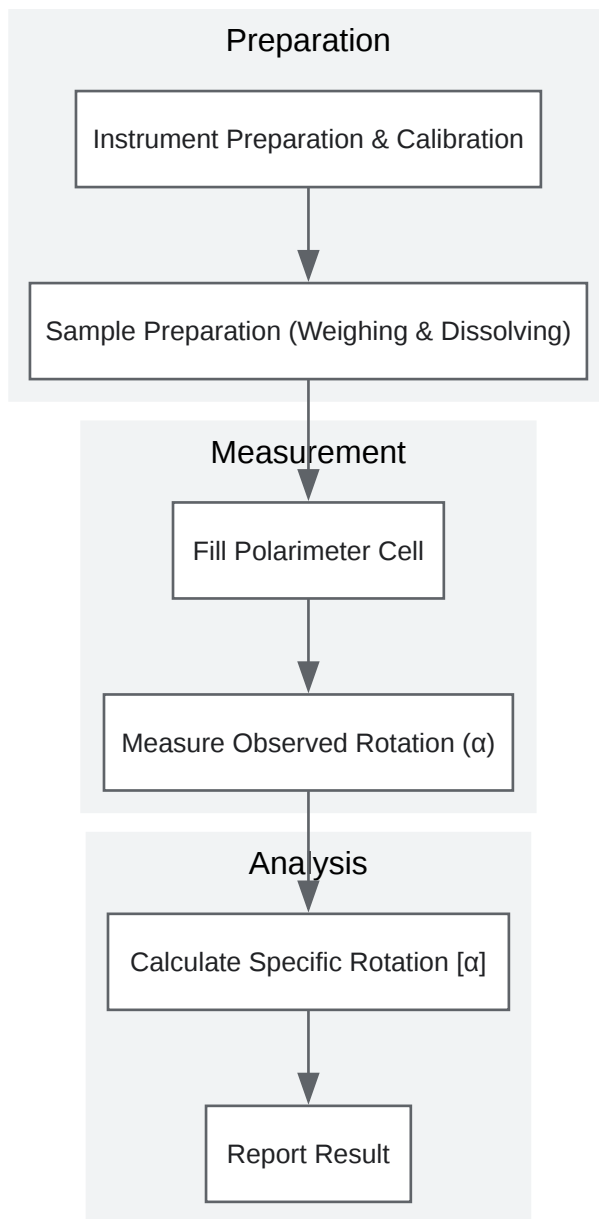 Preparation
Instrument Preparation & Calibration
Sample Preparation (Weighing & Dissolving)
Measurement
Fill Polarimeter Cell
Measure Observed Rotation (α)
Analysis
Calculate Specific Rotation [α]
Report Result